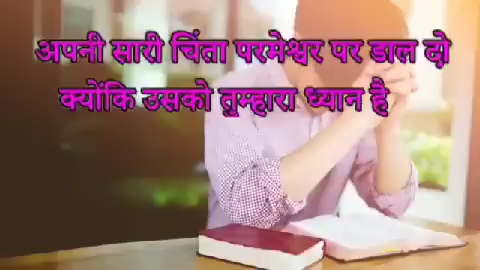 अपनी सारी चिंता परमेश्वर पर डाल दो
क्योंकि उसको तुम्हारा ध्यान है